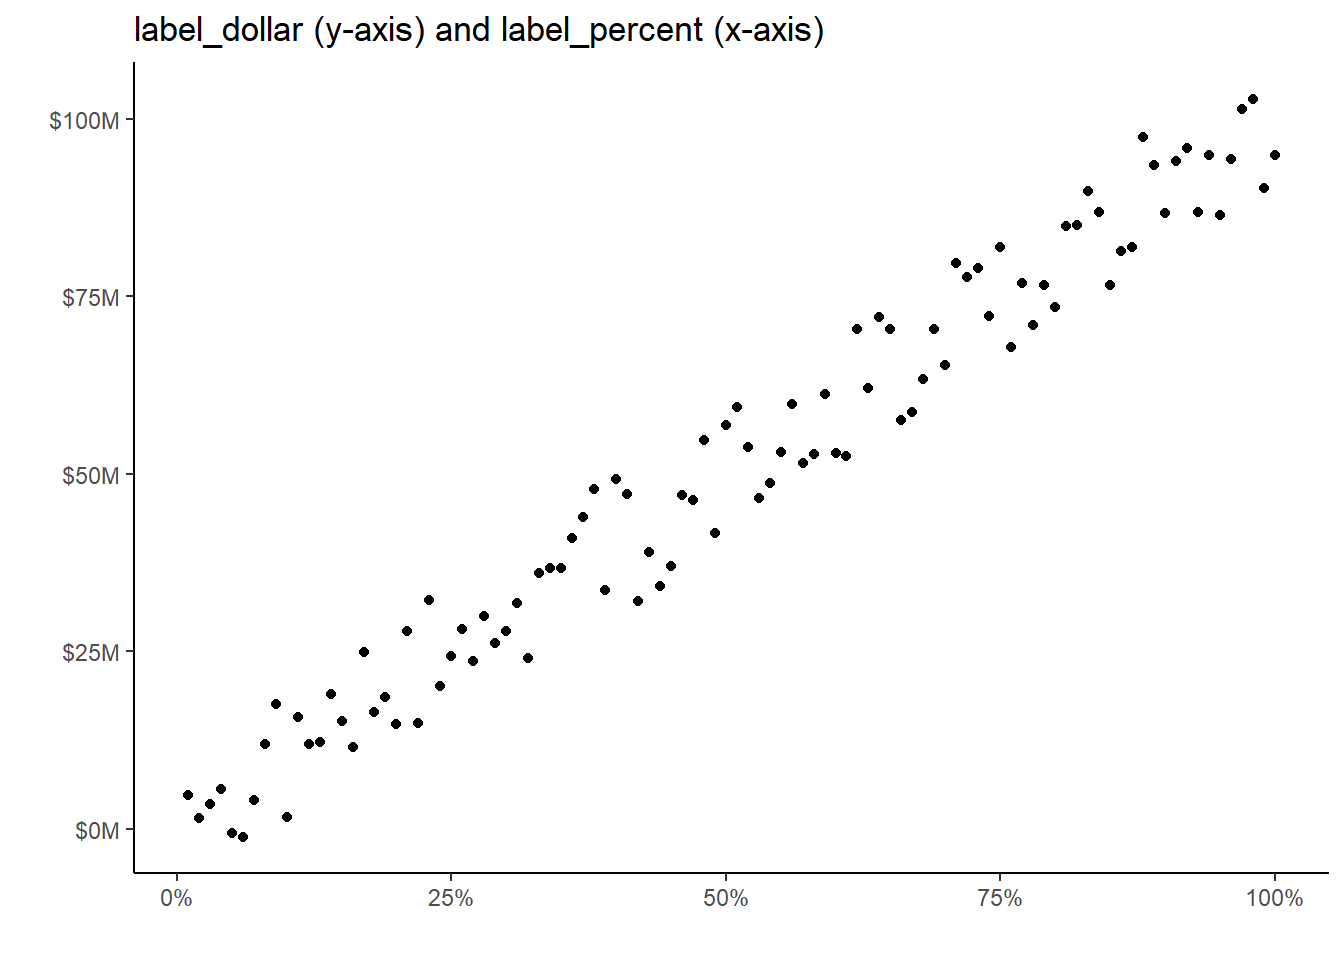 label_dollar (y-axis) and label_percent (x-axis)
$100M
$75M
$50M
$25M
$0M
0% 25% 50% 75% 100%